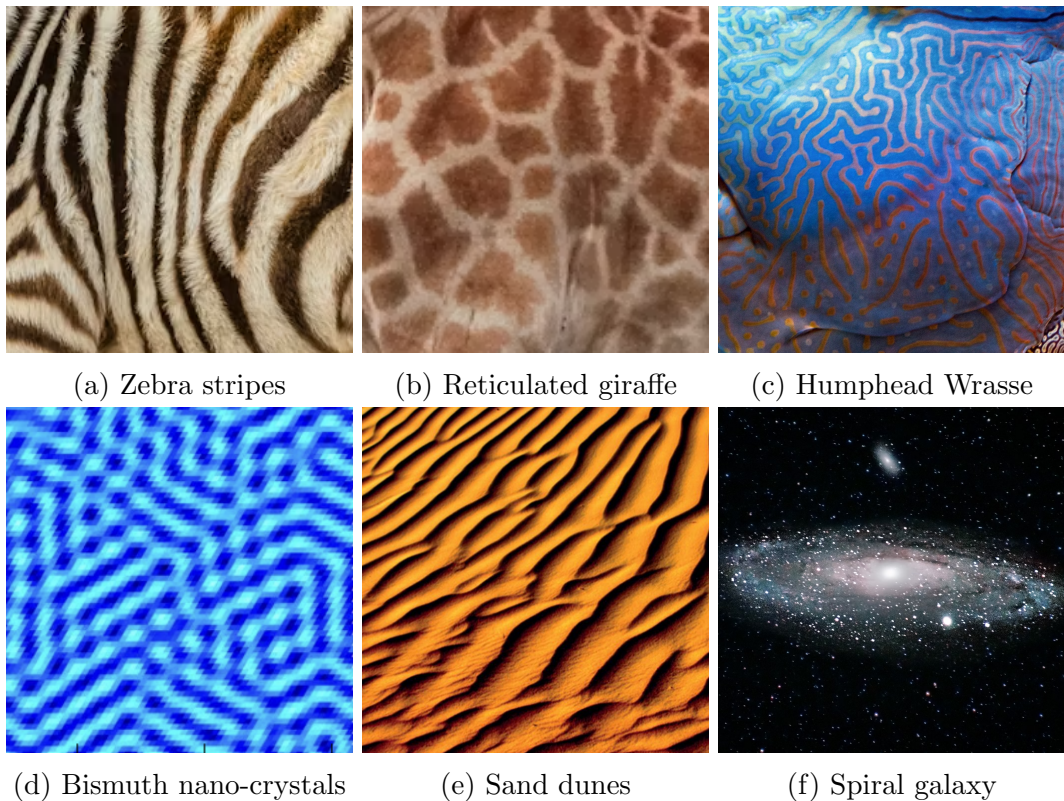 (a) Zebra stripes
(b) Reticulated giraffe
(c) Humphead Wrasse
(d) Bismuth nano-crystals
(e) Sand dunes
(f) Spiral galaxy